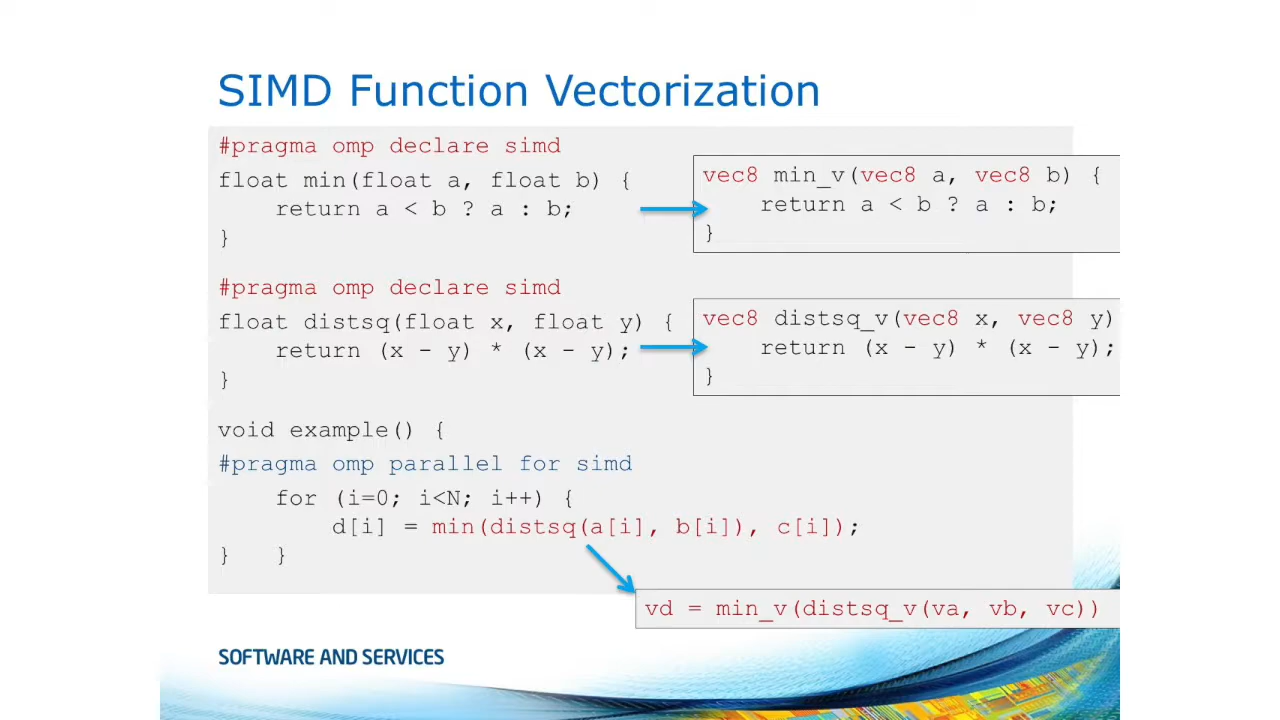 SIMD Function Vectorization
#pragma omp declare simd
float min(float a, float b) {
    return a < b ? a : b;
}
vec8 min_v(vec8 a, vec8 b) {
    return a < b ? a : b;
}
#pragma omp declare simd
float distsq(float x, float y) {
    return (x - y) * (x - y);
}
vec8 distsq_v(vec8 x, vec8 y)
    return (x - y) * (x - y);
}
void example() {
#pragma omp parallel for simd
    for (i=0; i<N; i++) {
        d[i] = min(distsq(a[i], b[i]), c[i]);
}   }
vd = min_v(distsq_v(va, vb, vc))
SOFTWARE AND SERVICES